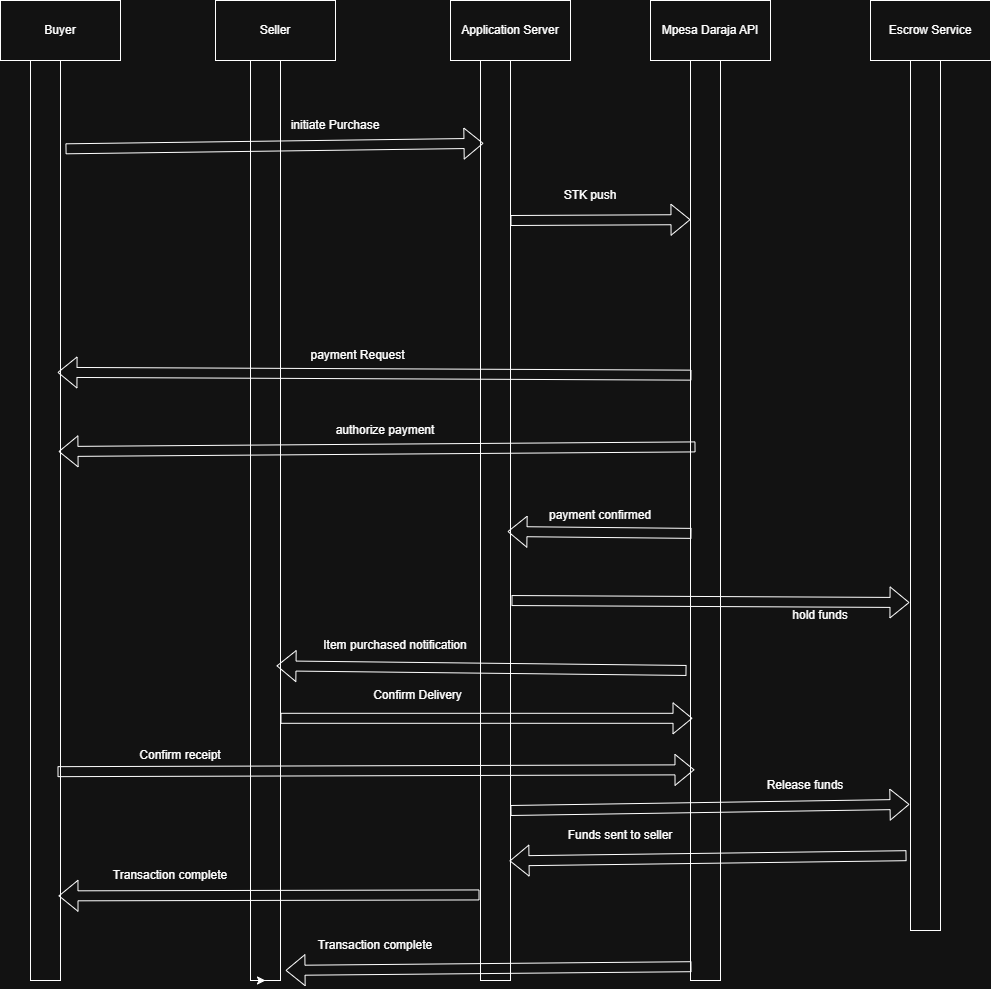 Buyer
Seller
Application Server
Mpesa Daraja API
Escrow Service
initiate Purchase
STK push
payment Request
authorize payment
payment confirmed
hold funds
Item purchased notification
Confirm Delivery
Confirm receipt
Release funds
Funds sent to seller
Transaction complete
Transaction complete